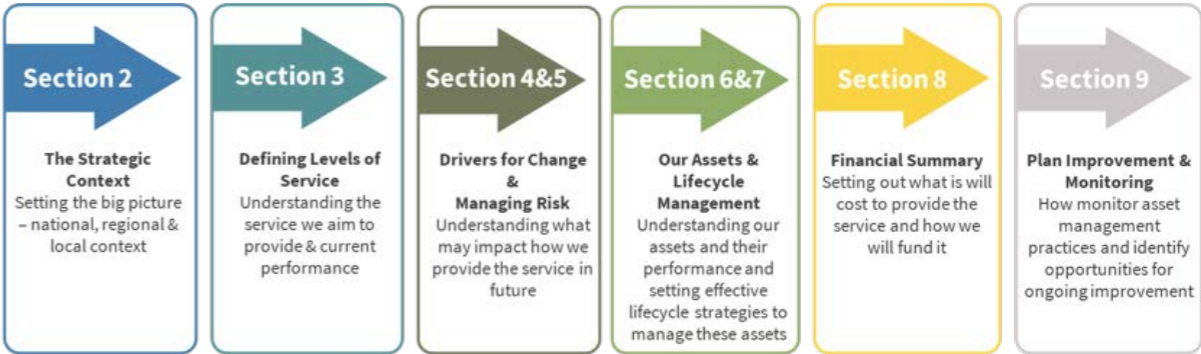 Section 2
The Strategic
Context
Setting the big picture
– national, regional &
local context
Section 3
Defining Levels of
Service
Understanding the
service we aim to
provide & current
performance
Section 4&5
Drivers for Change
&
Managing Risk
Understanding what
may impact how we
provide the service in
future
Section 6&7
Our Assets &
Lifecycle
Management
Understanding our
assets and their
performance and
setting effective
lifecycle strategies to
manage these assets
Section 8
Financial Summary
Setting out what is will
cost to provide the
service and how we
will fund it
Section 9
Plan Improvement &
Monitoring
How monitor asset
management
practices and identify
opportunities for
ongoing improvement